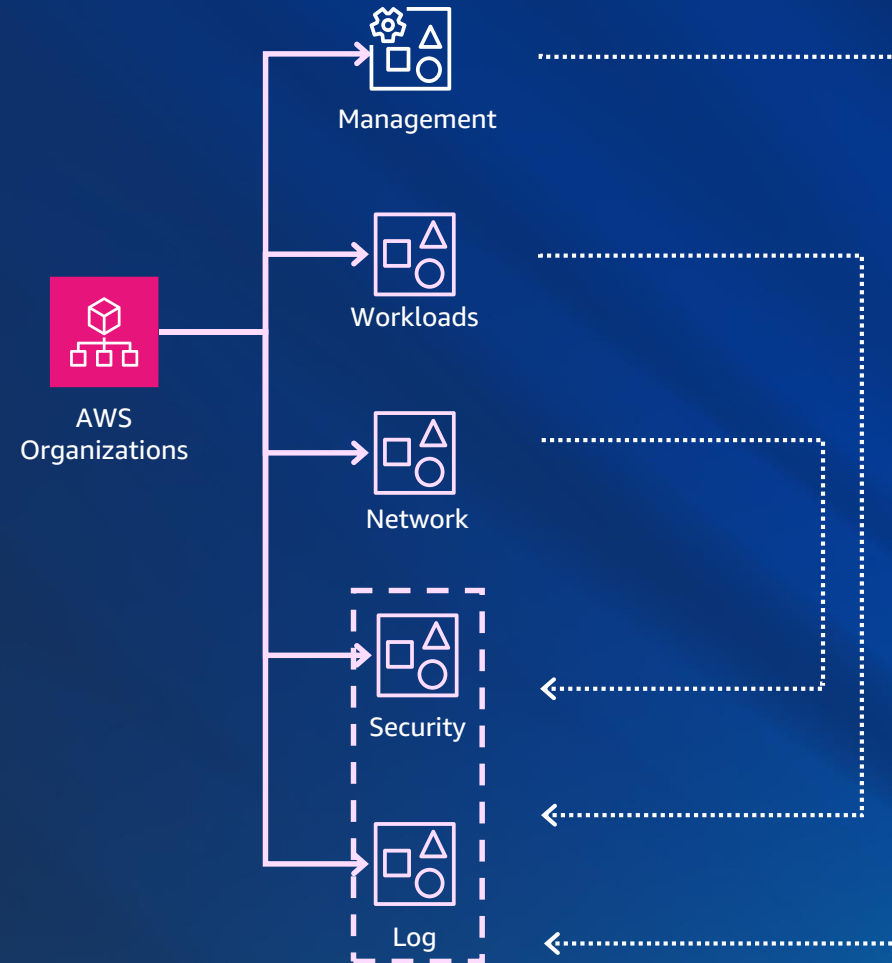 Management
Workloads
AWS
Organizations
Network
Security
Log